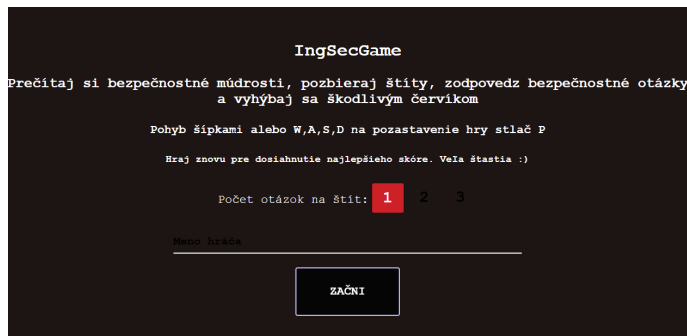 IngSecGame
Prečítaj si bezpečnostné múdrosti, pozbieraj štíty, zodpovedz bezpečnostné otázky
a vyhýbaj sa škodlivým červíkom
Pohyb šípkami alebo W,A,S,D na pozastavenie hry stlač P
Hraj znovu pre dosiahnutie najlepšieho skóre. Veľa štastia :)
Počet otázok na štít: 1 2 3
Meno hráča
ZAČNI